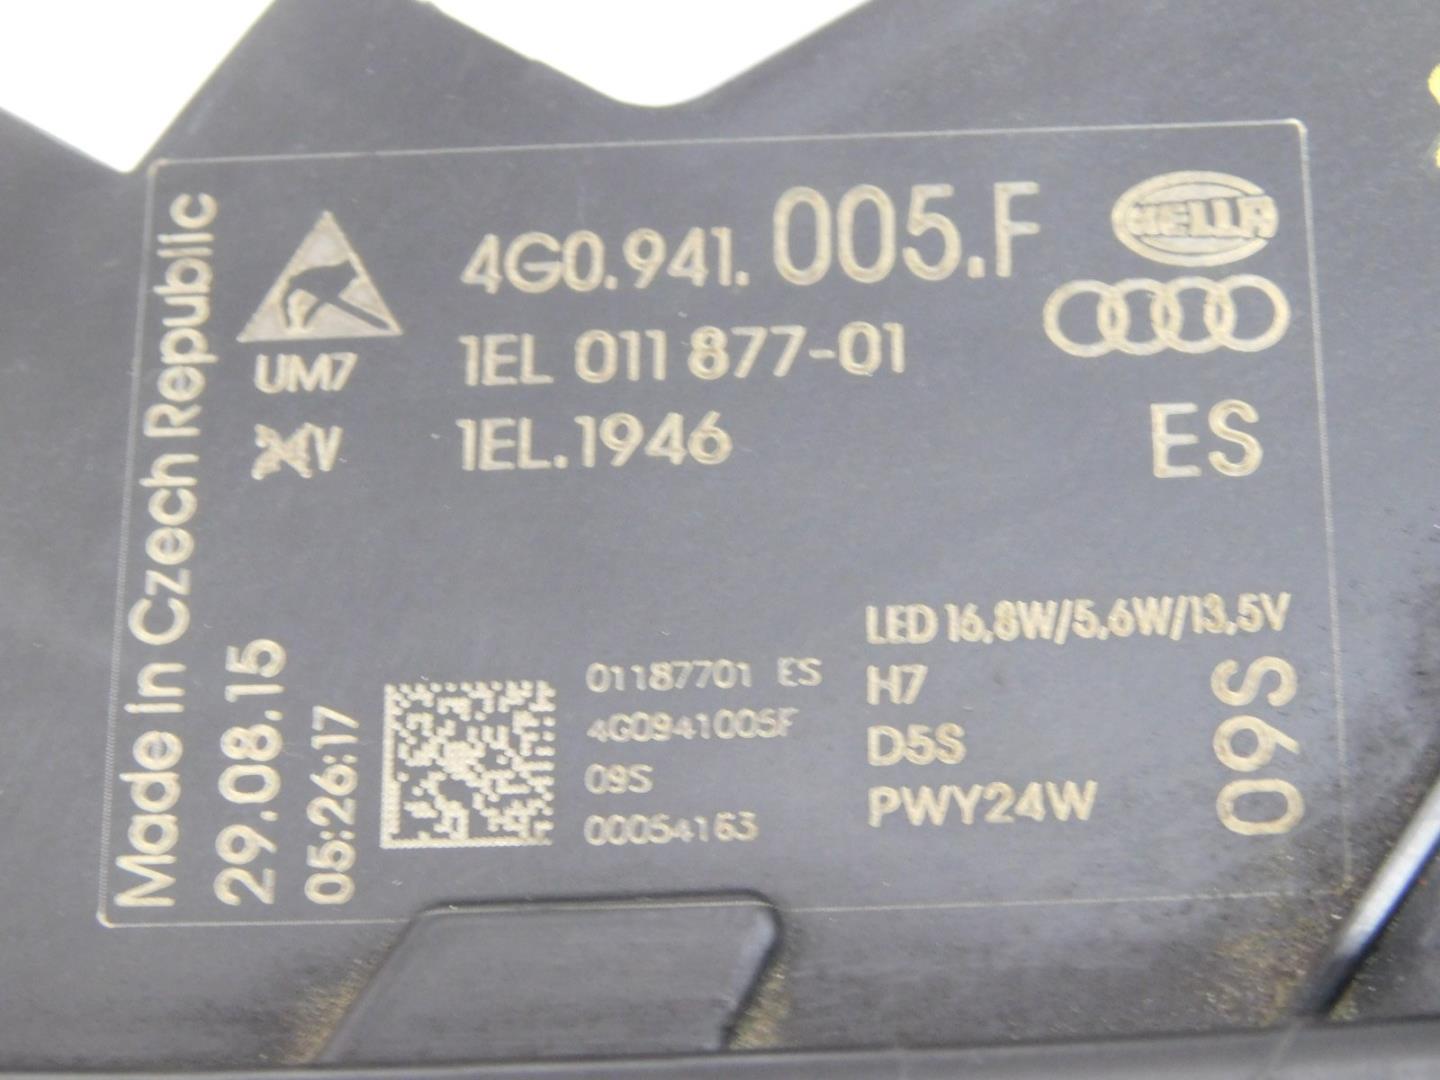 Made in Czech Republic
29.08.15
05:26:17
UM7
24V
4G0.941.005.F
HELLA
1EL 011 877-01
1EL.1946
ES
LED 16,8W/5,6W/13,5V
H7
D5S
PWY24W
09S
01187701 ES
4G0941005F
09S
00054163